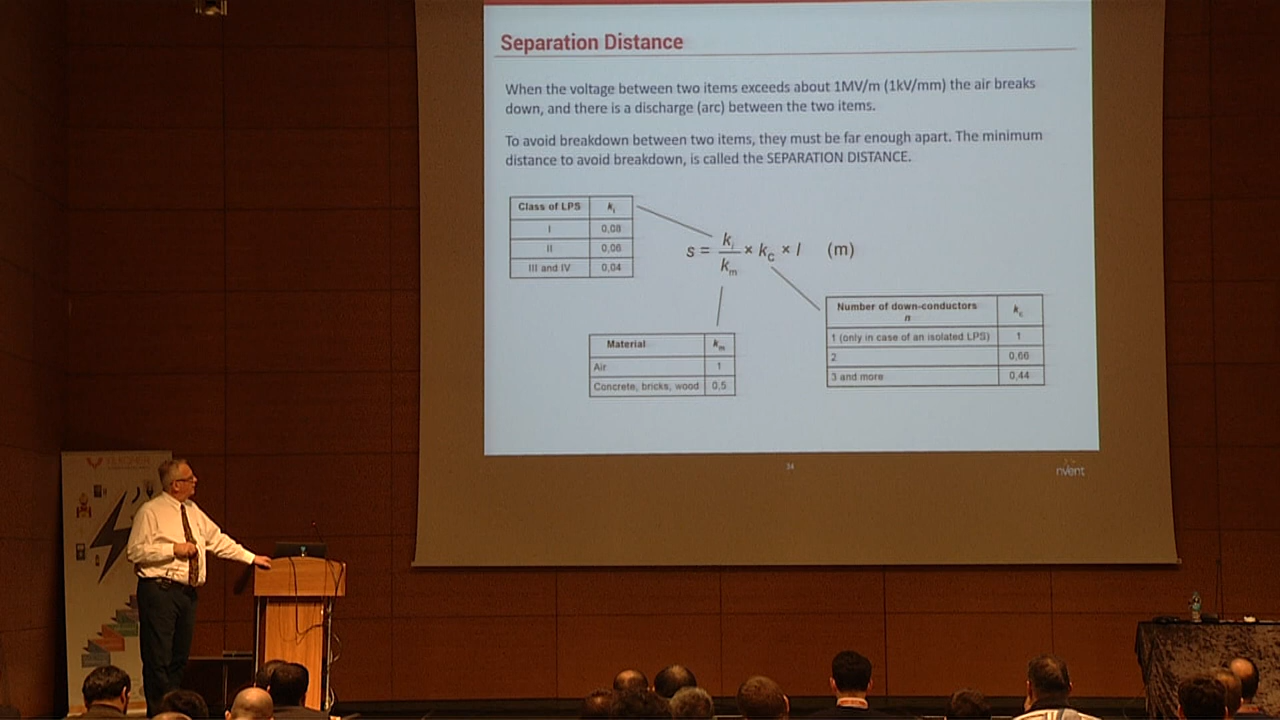 Separation Distance
When the voltage between two items exceeds about 1MV/m (1kV/mm) the air breaks
down, and there is a discharge (arc) between the two items.
To avoid breakdown between two items, they must be far enough apart. The minimum
distance to avoid breakdown, is called the SEPARATION DISTANCE.
Class of LPS ki
I 0,08
II 0,06
III and IV 0,04
s = ki/km × kc × l (m)
Number of down-conductors n kc
1 (only in case of an isolated LPS) 1
2 0,66
3 and more 0,44
Material km
Air 1
Concrete, bricks, wood 0,5
34
nVent